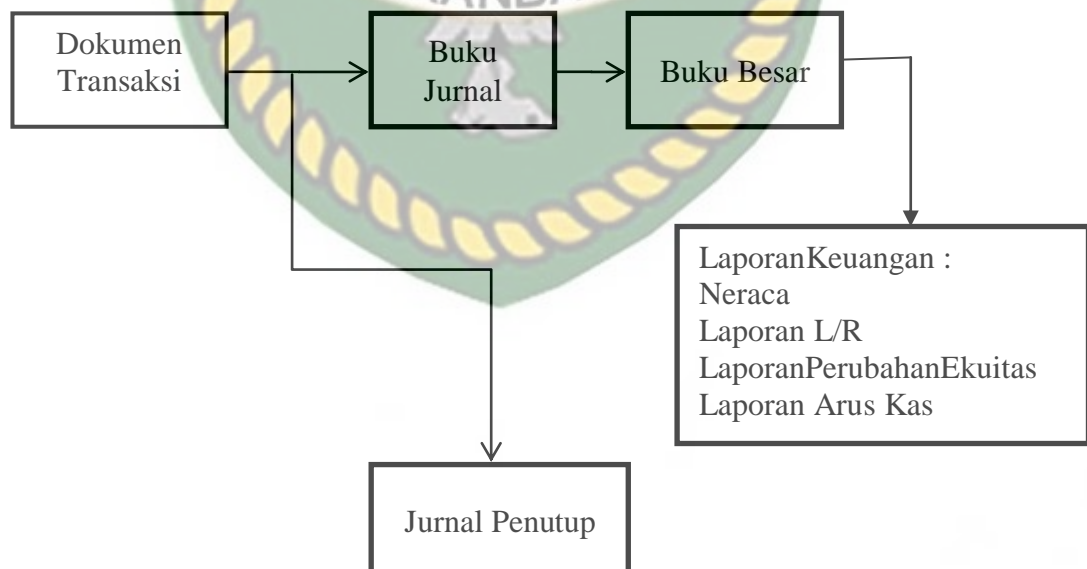 Dokumen
Transaksi
Buku
Jurnal
Buku Besar
LaporanKeuangan :
Neraca
Laporan L/R
LaporanPerubahanEkuitas
Laporan Arus Kas
Jurnal Penutup